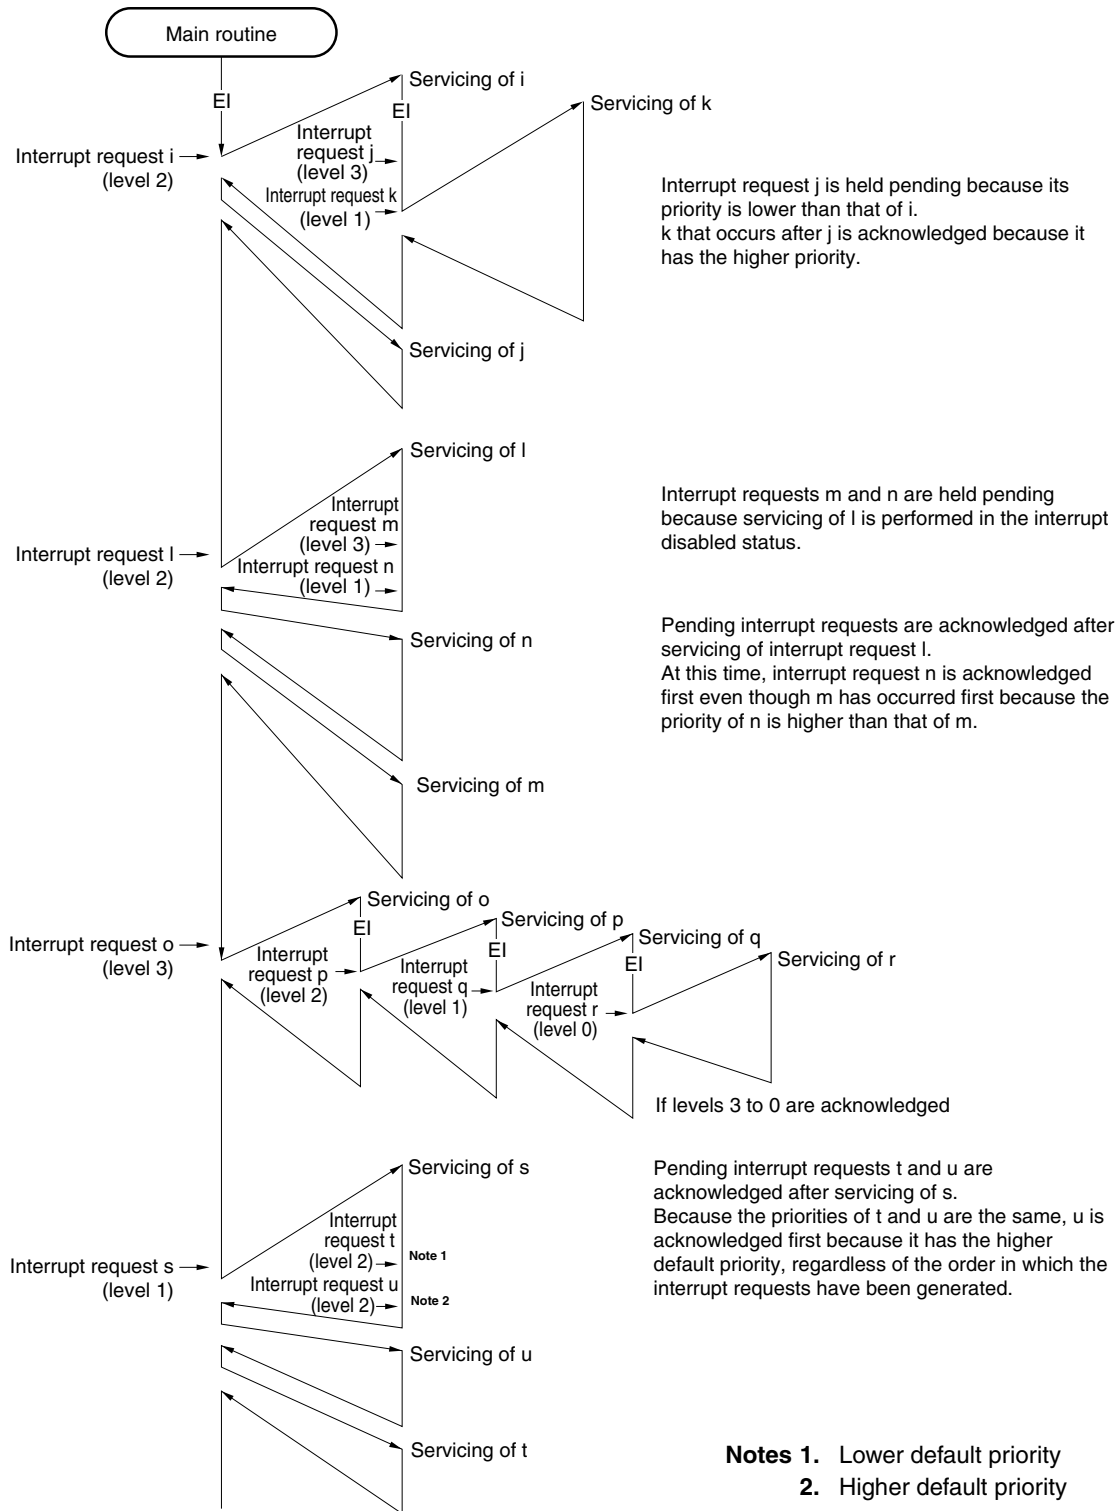 Main routine
EI
Servicing of i
EI
Servicing of k
Interrupt request i
(level 2)
Interrupt
request j
(level 3)
Interrupt request k
(level 1)
Interrupt request j is held pending because its
priority is lower than that of i.
k that occurs after j is acknowledged because it
has the higher priority.
Servicing of j
Servicing of l
Interrupt request l
(level 2)
Interrupt
request m
(level 3)
Interrupt request n
(level 1)
Interrupt requests m and n are held pending
because servicing of l is performed in the interrupt
disabled status.
Servicing of n
Pending interrupt requests are acknowledged after
servicing of interrupt request l.
At this time, interrupt request n is acknowledged
first even though m has occurred first because the
priority of n is higher than that of m.
Servicing of m
Interrupt request o
(level 3)
Servicing of o
EI
Interrupt
request p
(level 2)
Servicing of p
EI
Interrupt
request q
(level 1)
Servicing of q
EI
Interrupt
request r
(level 0)
Servicing of r
If levels 3 to 0 are acknowledged
Servicing of s
Interrupt request s
(level 1)
Interrupt
request t
(level 2)
Note 1
Interrupt request u
(level 2)
Note 2
Pending interrupt requests t and u are
acknowledged after servicing of s.
Because the priorities of t and u are the same, u is
acknowledged first because it has the higher
default priority, regardless of the order in which the
interrupt requests have been generated.
Servicing of u
Servicing of t
Notes 1. Lower default priority
2. Higher default priority